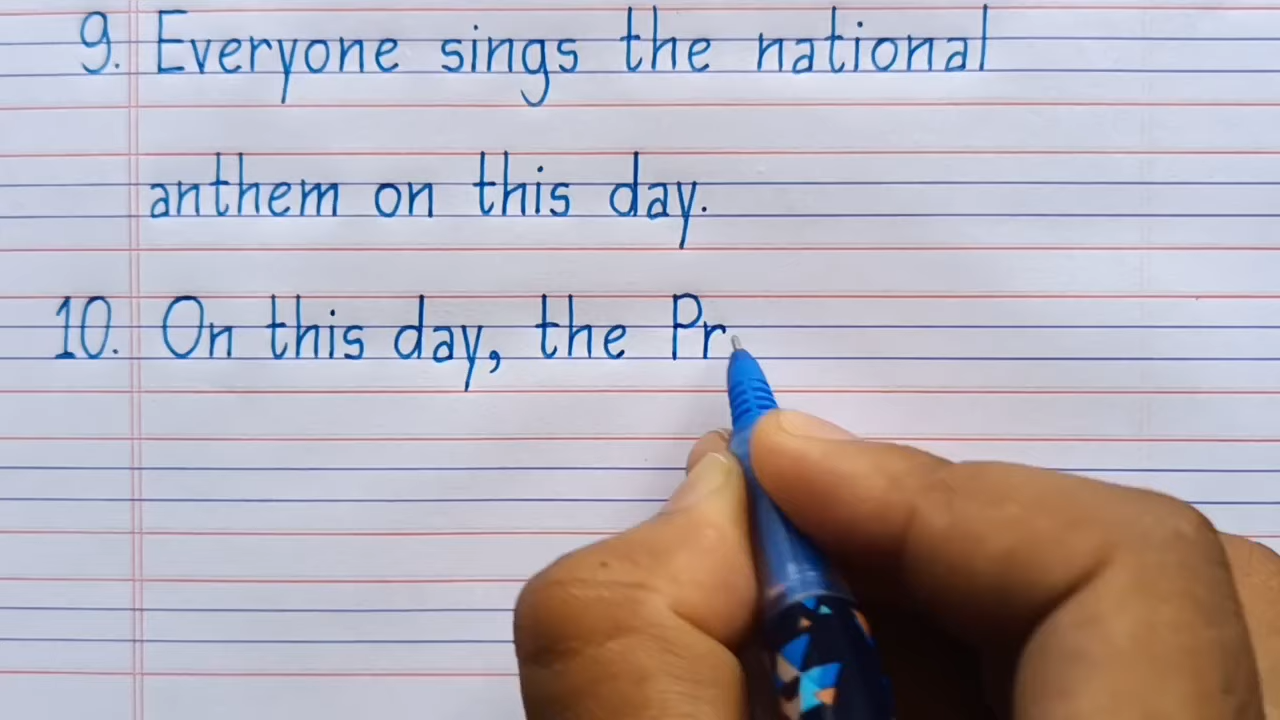 9. Everyone sings the national
anthem on this day.
10. On this day, the Pr